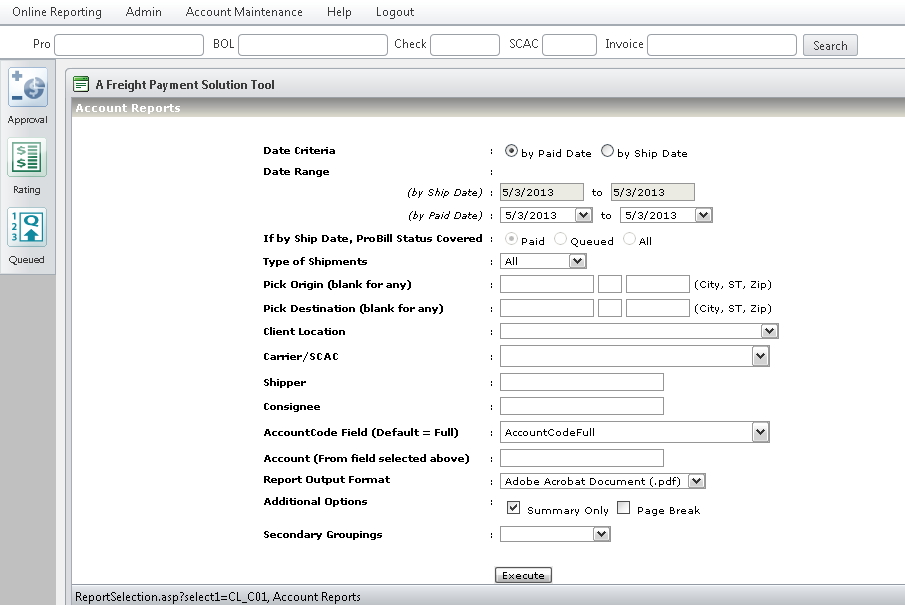 Online Reporting Admin Account Maintenance Help Logout
Pro BOL Check SCAC Invoice Search
A Freight Payment Solution Tool
Account Reports
Approval
Rating
Queued
Date Criteria : by Paid Date by Ship Date
Date Range :
(by Ship Date) : 5/3/2013 to 5/3/2013
(by Paid Date) : 5/3/2013 to 5/3/2013
If by Ship Date, ProBill Status Covered : Paid Queued All
Type of Shipments : All
Pick Origin (blank for any) : (City, ST, Zip)
Pick Destination (blank for any) : (City, ST, Zip)
Client Location :
Carrier/SCAC :
Shipper :
Consignee :
AccountCode Field (Default = Full) : AccountCodeFull
Account (From field selected above) :
Report Output Format : Adobe Acrobat Document (.pdf)
Additional Options : Summary Only Page Break
Secondary Groupings :
Execute
ReportSelection.asp?select1=CL_C01, Account Reports